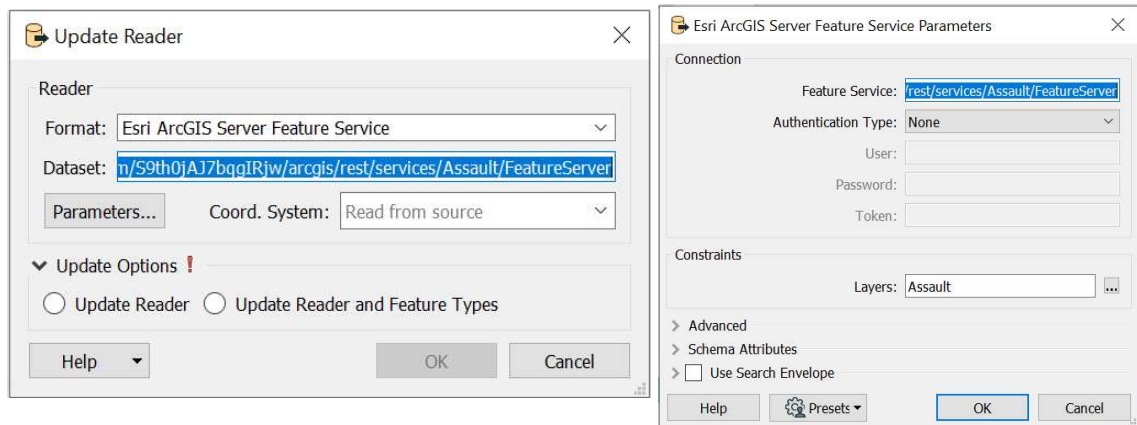 Update Reader
Reader
Format: Esri ArcGIS Server Feature Service
Dataset: m/S9th0jAJ7bqgIRjw/arcgis/rest/services/Assault/FeatureServer
Parameters... Coord. System: Read from source
Update Options !
Update Reader Update Reader and Feature Types
Help OK Cancel
Esri ArcGIS Server Feature Service Parameters
Connection
Feature Service: /rest/services/Assault/FeatureServer
Authentication Type: None
User:
Password:
Token:
Constraints
Layers: Assault ...
Advanced
Schema Attributes
Use Search Envelope
Help Presets OK Cancel